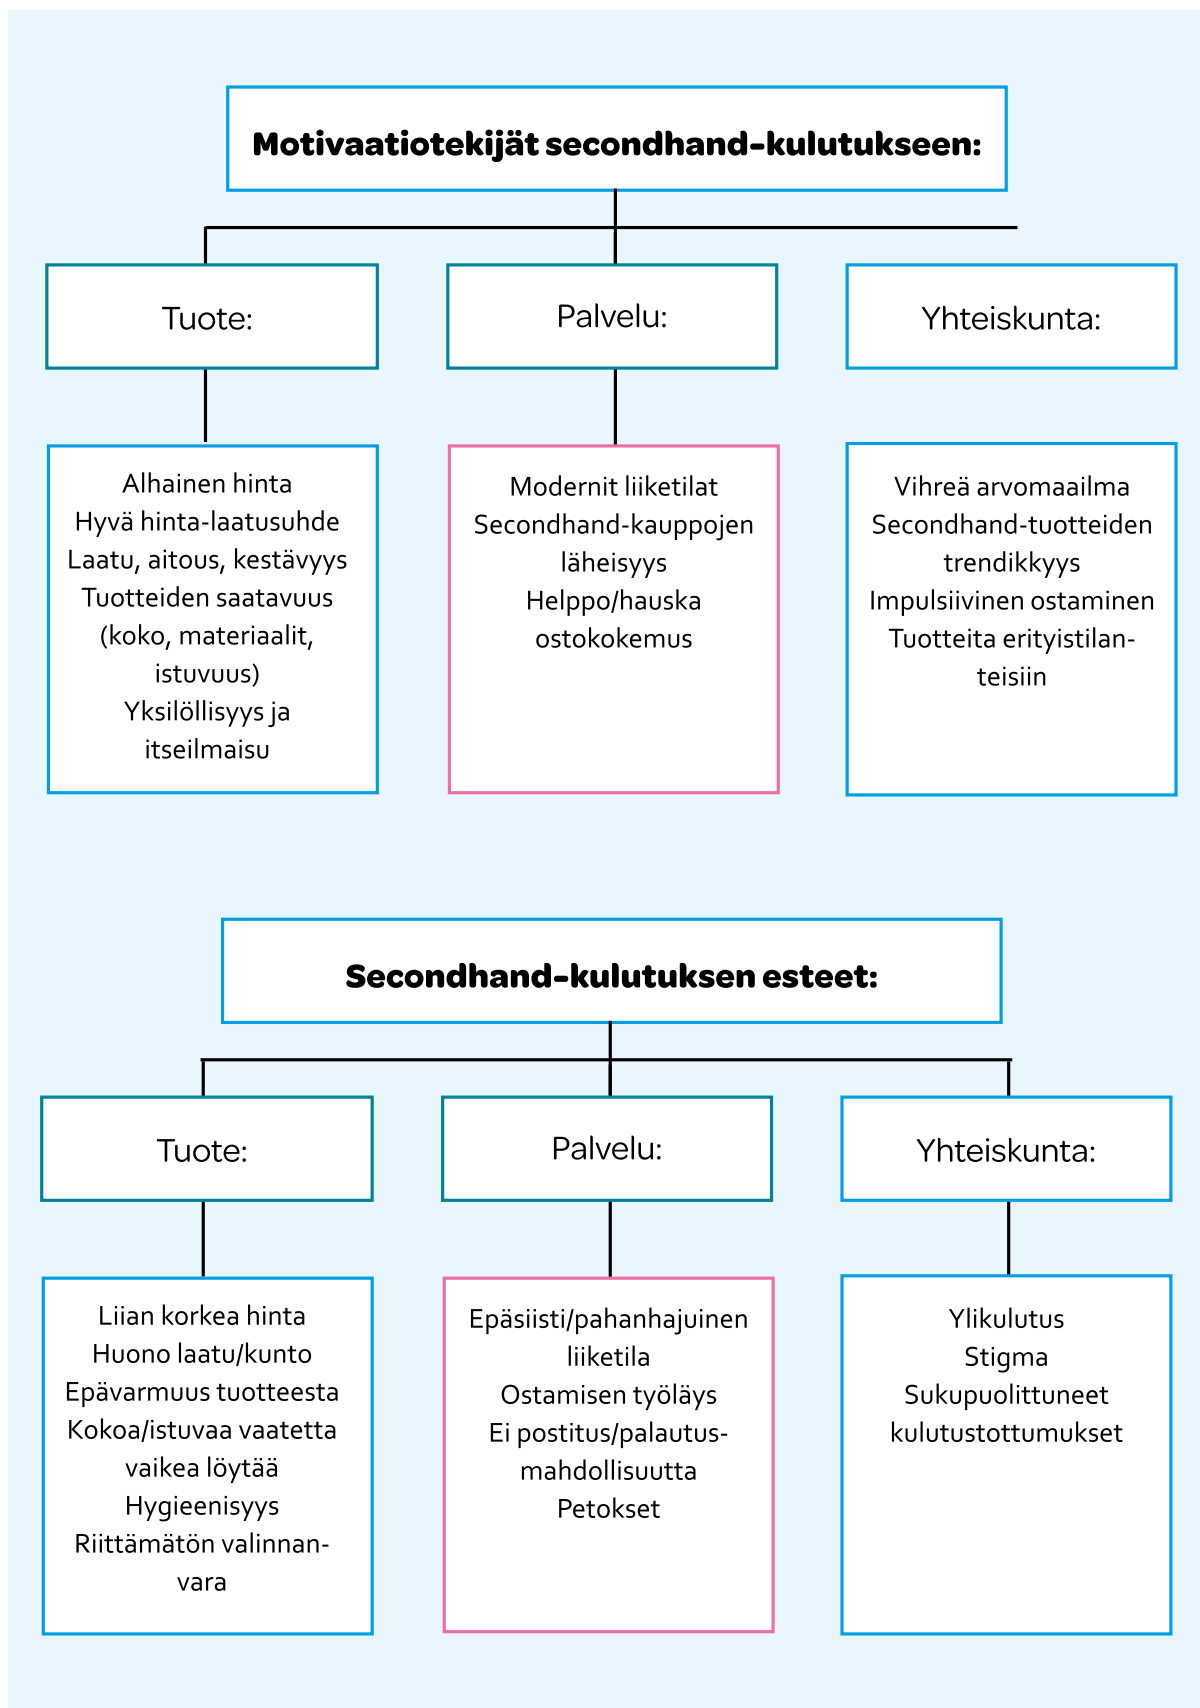 Motivaatiotekijät secondhand-kulutukseen:
Tuote:
Palvelu:
Yhteiskunta:
Alhainen hinta
Hyvä hinta-laatusuhde
Laatu, aitous, kestävyys
Tuotteiden saatavuus
(koko, materiaalit,
istuvuus)
Yksilöllisyys ja
itseilmaisu
Modernit liiketilat
Secondhand-kauppojen
läheisyys
Helppo/hauska
ostokokemus
Vihreä arvomaailma
Secondhand-tuotteiden
trendikkyys
Impulsiivinen ostaminen
Tuotteita erityistilan-
teisiin
Secondhand-kulutuksen esteet:
Tuote:
Palvelu:
Yhteiskunta:
Liian korkea hinta
Huono laatu/kunto
Epävarmuus tuotteesta
Kokoa/istuvaa vaatetta
vaikea löytää
Hygieenisyys
Riittämätön valinnan-
vara
Epäsiisti/pahanhajuinen
liiketila
Ostamisen työläys
Ei postitus/palautus-
mahdollisuutta
Petokset
Ylikulutus
Stigma
Sukupuolittuneet
kulutustottumukset